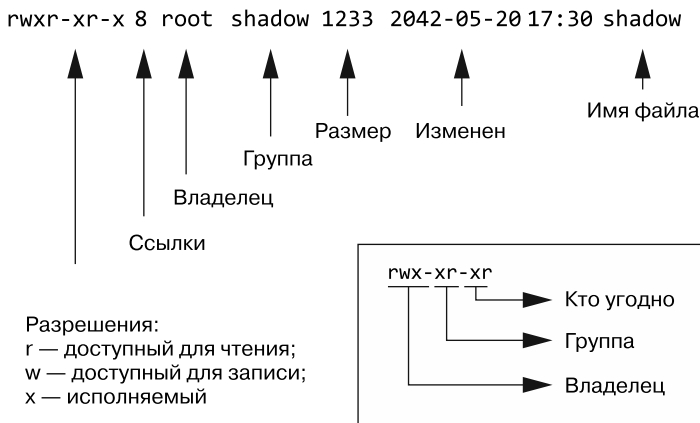 rwxr-xr-x 8 root shadow 1233 2042-05-20 17:30 shadow
Имя файла
Размер
Изменен
Группа
Владелец
Ссылки
rwx-xr-xr
Кто угодно
Группа
Владелец
Разрешения:
r — доступный для чтения;
w — доступный для записи;
x — исполняемый